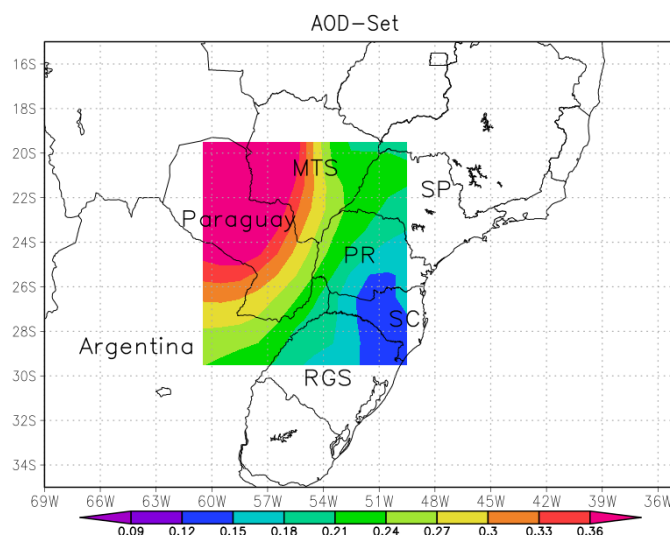 AOD-Set
16S
18S
20S
MTS
SP
22S
Paraguay
24S
PR
26S
28S
SC
Argentina
30S
RGS
32S
34S
69W 66W 63W 60W 57W 54W 51W 48W 45W 42W 39W 36W
0.09 0.12 0.15 0.18 0.21 0.24 0.27 0.3 0.33 0.36